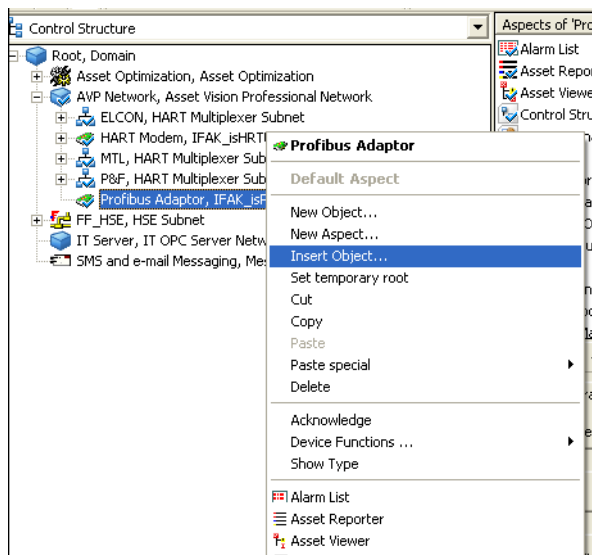 Control Structure
Aspects of 'Pro
Root, Domain
Asset Optimization, Asset Optimization
AVP Network, Asset Vision Professional Network
ELCON, HART Multiplexer Subnet
HART Modem, IFAK_isHRT
MTL, HART Multiplexer Sub
P&F, HART Multiplexer Sub
Profibus Adaptor, IFAK_isP
FF_HSE, HSE Subnet
IT Server, IT OPC Server Netw
SMS and e-mail Messaging, Me
Alarm List
Asset Repor
Asset Viewe
Control Stru
Profibus Adaptor
Default Aspect
New Object...
New Aspect...
Insert Object...
Set temporary root
Cut
Copy
Paste
Paste special
Delete
Acknowledge
Device Functions ...
Show Type
Alarm List
Asset Reporter
Asset Viewer